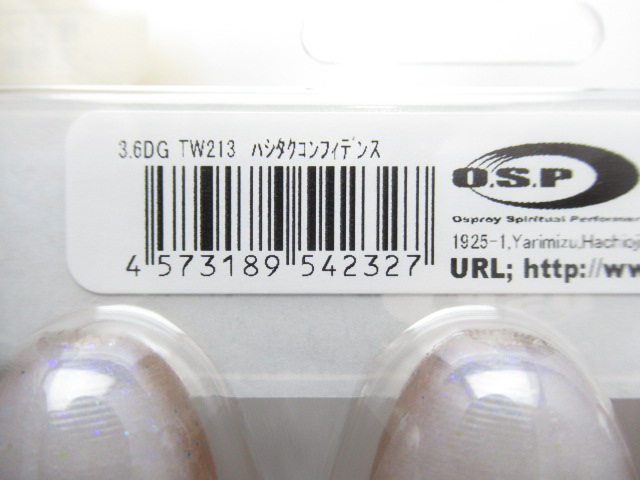 3.6DG TW213 ﾊｼﾀｸｺﾝﾌｨﾃﾞﾝｽ
4 573189 542327
O.S.P
Osprey Spiritual Performa
1925-1,Yarimizu,Hachioji
URL; http://ww